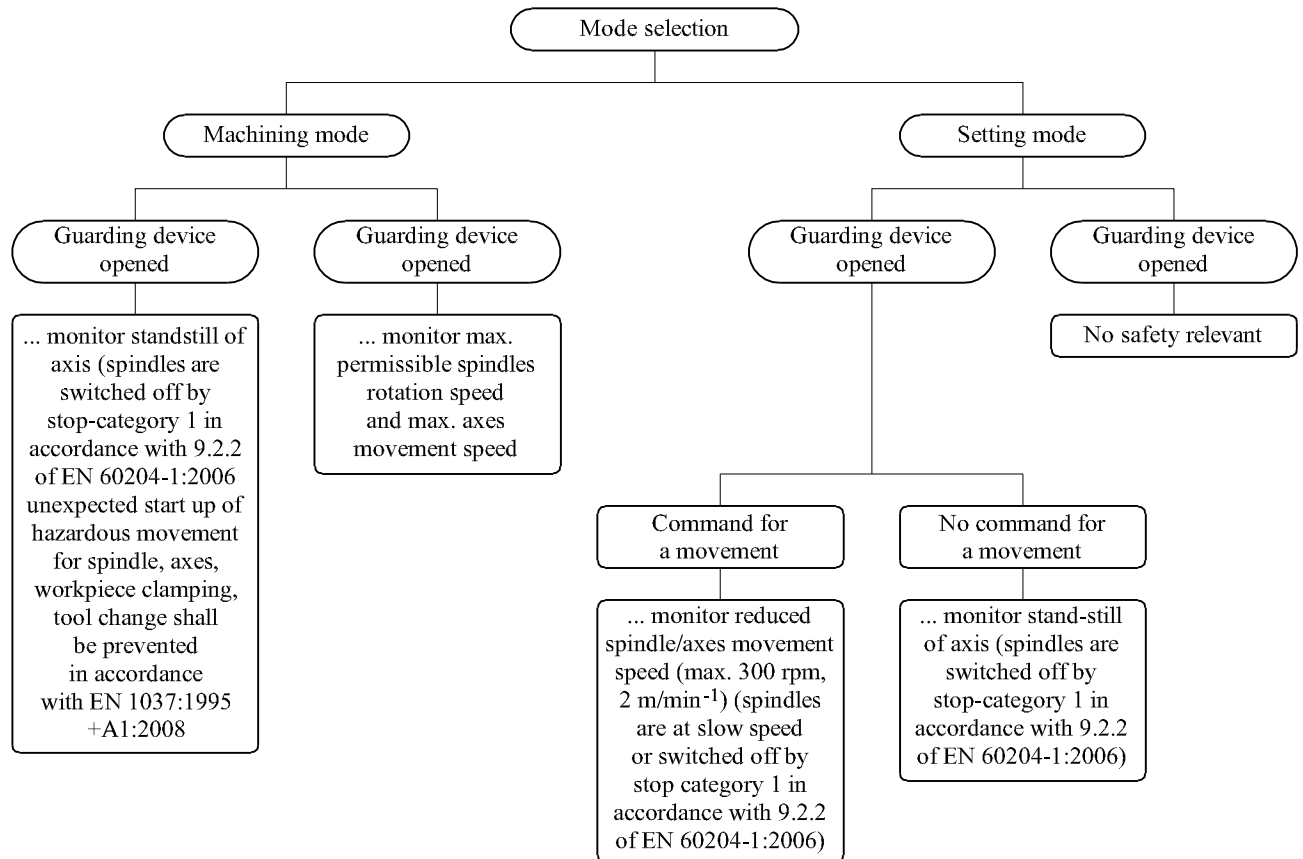 Mode selection
Machining mode
Setting mode
Guarding device
opened
Guarding device
opened
Guarding device
opened
Guarding device
opened
... monitor standstill of
axis (spindles are
switched off by
stop-category 1 in
accordance with 9.2.2
of EN 60204-1:2006
unexpected start up of
hazardous movement
for spindle, axes,
workpiece clamping,
tool change shall
be prevented
in accordance
with EN 1037:1995
+A1:2008
... monitor max.
permissible spindles
rotation speed
and max. axes
movement speed
No safety relevant
Command for
a movement
No command for
a movement
... monitor reduced
spindle/axes movement
speed (max. 300 rpm,
2 m/min⁻¹) (spindles
are at slow speed
or switched off by
stop category 1 in
accordance with 9.2.2
of EN 60204-1:2006)
... monitor stand-still
of axis (spindles are
switched off by
stop-category 1 in
accordance with 9.2.2
of EN 60204-1:2006)